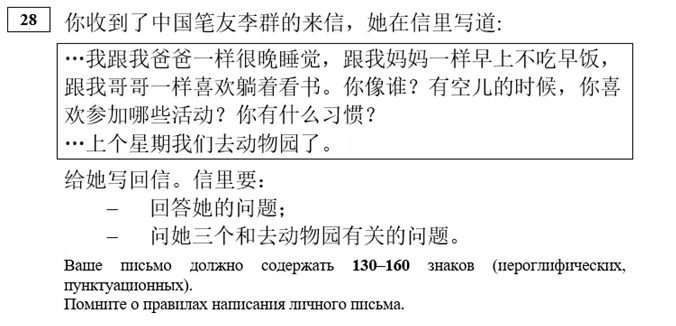 28
你收到了中国笔友李群的来信，她在信里写道:
…我跟我爸爸一样很晚睡觉，跟我妈妈一样早上不吃早饭，
跟我哥哥一样喜欢躺着看书。你像谁？有空儿的时候，你喜
欢参加哪些活动？你有什么习惯？
…上个星期我们去动物园了。
给她写回信。信里要：
– 回答她的问题；
– 问她三个和去动物园有关的问题。
Ваше письмо должно содержать 130–160 знаков (иероглифических,
пунктуационных).
Помните о правилах написания личного письма.